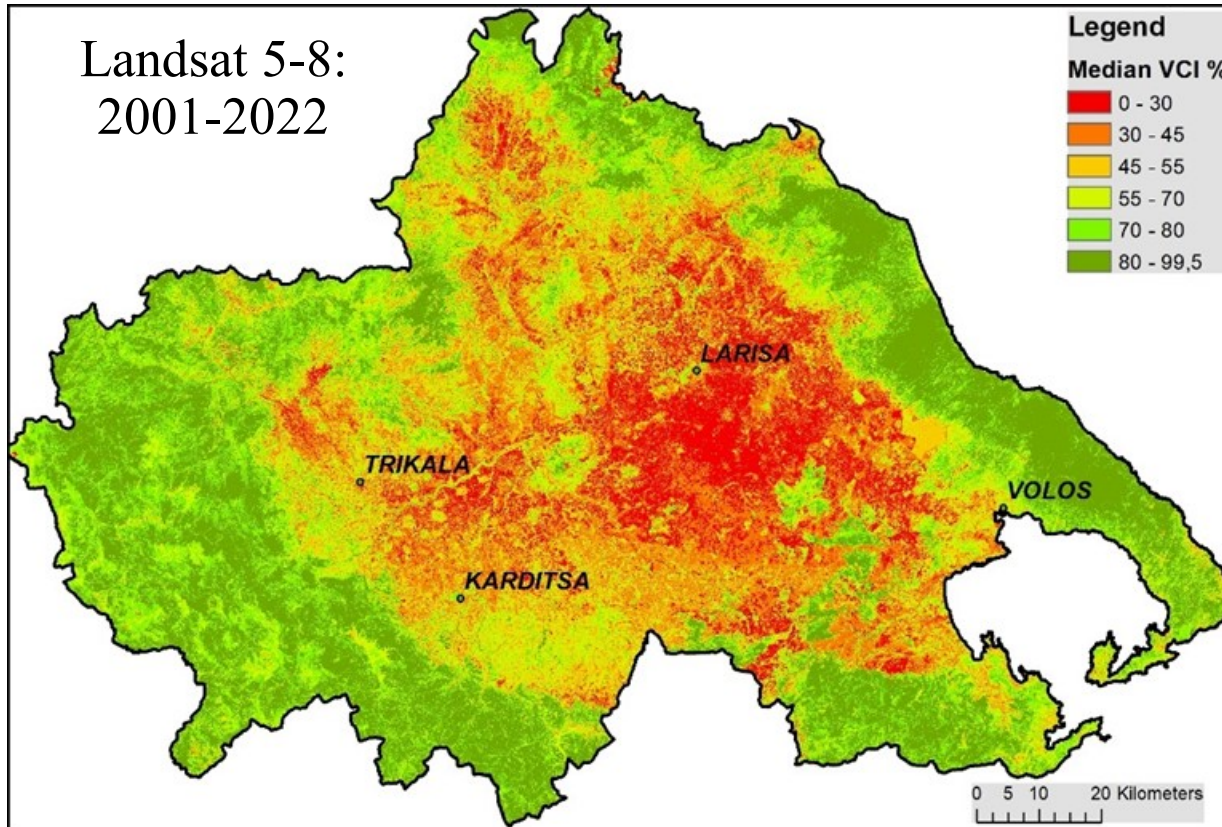 Landsat 5-8:
2001-2022
Legend
Median VCI %
0 - 30
30 - 45
45 - 55
55 - 70
70 - 80
80 - 99,5
LARISA
TRIKALA
VOLOS
KARDITSA
0 5 10 20 Kilometers